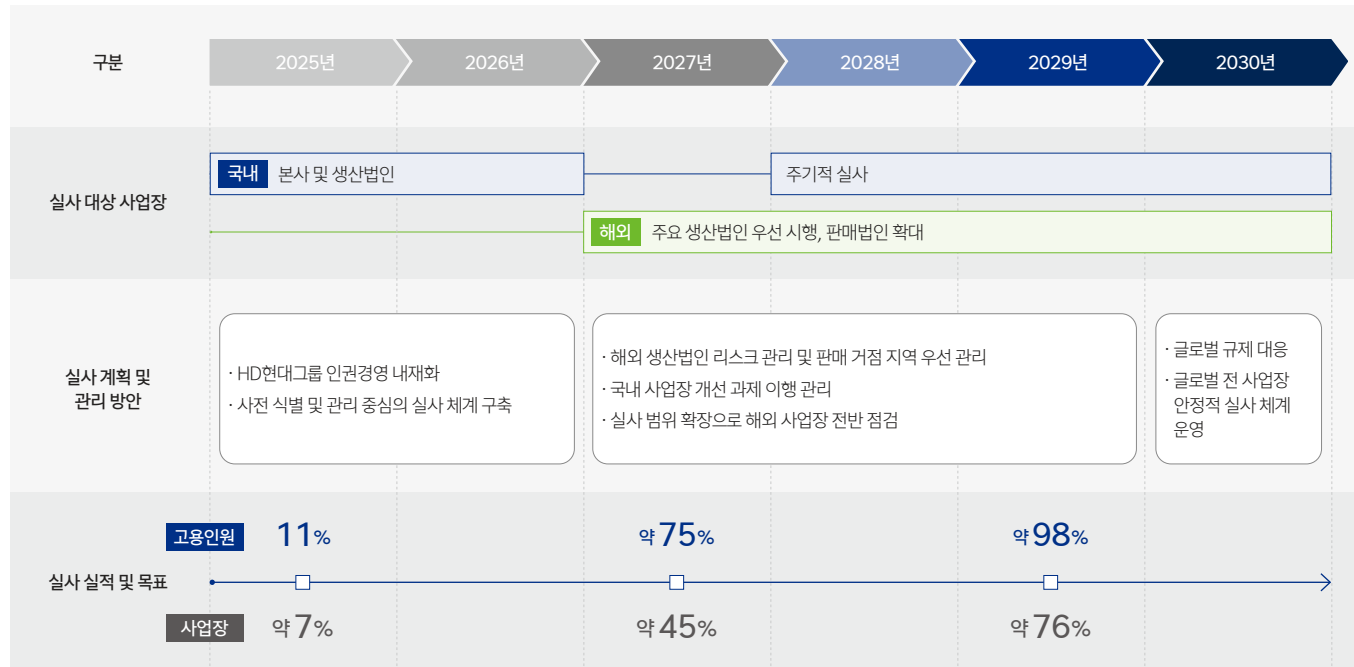 구분
2025년
2026년
2027년
2028년
2029년
2030년
실사 대상 사업장
국내 본사 및 생산법인
주기적 실사
해외 주요 생산법인 우선 시행, 판매법인 확대
실사 계획 및
관리 방안
· HD현대그룹 인권경영 내재화
· 사전 식별 및 관리 중심의 실사 체계 구축
· 해외 생산법인 리스크 관리 및 판매 거점 지역 우선 관리
· 국내 사업장 개선 과제 이행 관리
· 실사 범위 확장으로 해외 사업장 전반 점검
· 글로벌 규제 대응
· 글로벌 전 사업장
안정적 실사 체계
운영
실사 실적 및 목표
고용인원 11% 약 75% 약 98%
사업장 약 7% 약 45% 약 76%